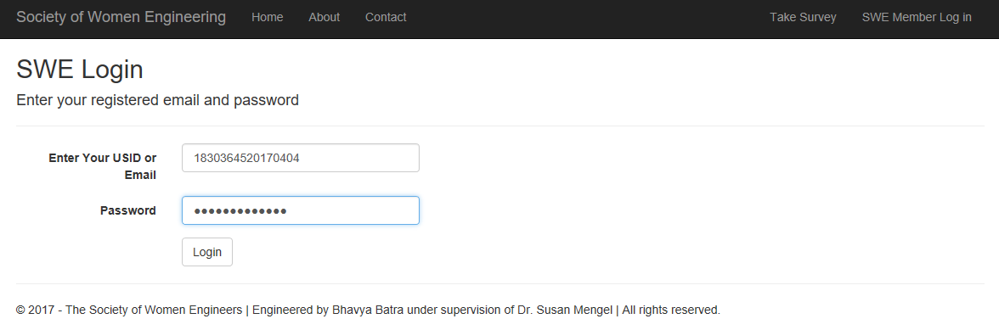 Society of Women Engineering Home About Contact Take Survey SWE Member Log in
SWE Login
Enter your registered email and password
Enter Your USID or
Email
1830364520170404
Password
●●●●●●●●●●●●●
Login
© 2017 - The Society of Women Engineers | Engineered by Bhavya Batra under supervision of Dr. Susan Mengel | All rights reserved.